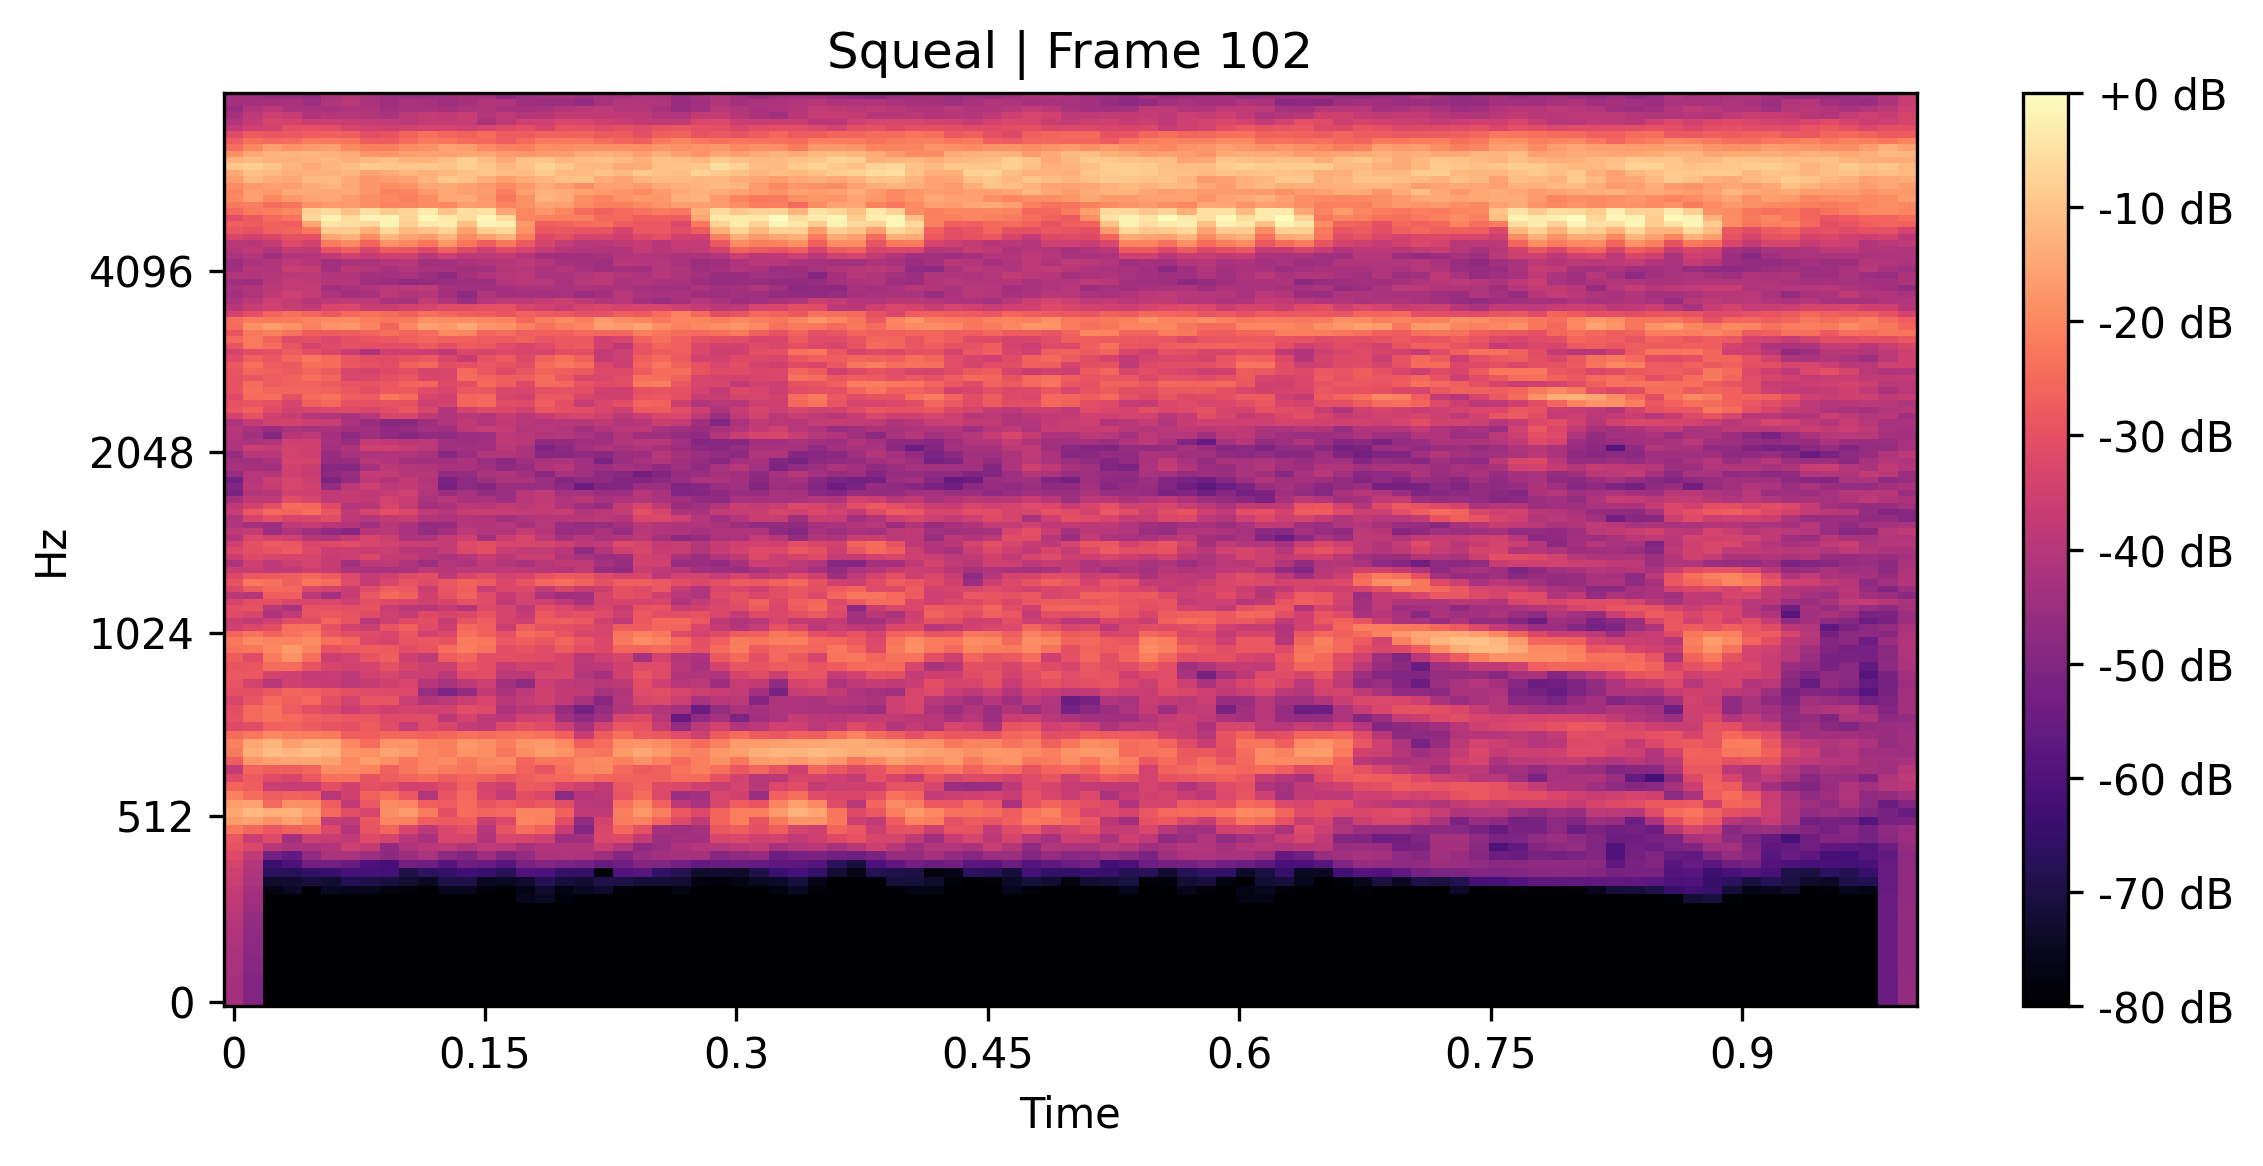 Squeal | Frame 102
+0 dB
-10 dB
-20 dB
-30 dB
-40 dB
-50 dB
-60 dB
-70 dB
-80 dB
Hz
4096
2048
1024
512
0
0 0.15 0.3 0.45 0.6 0.75 0.9
Time